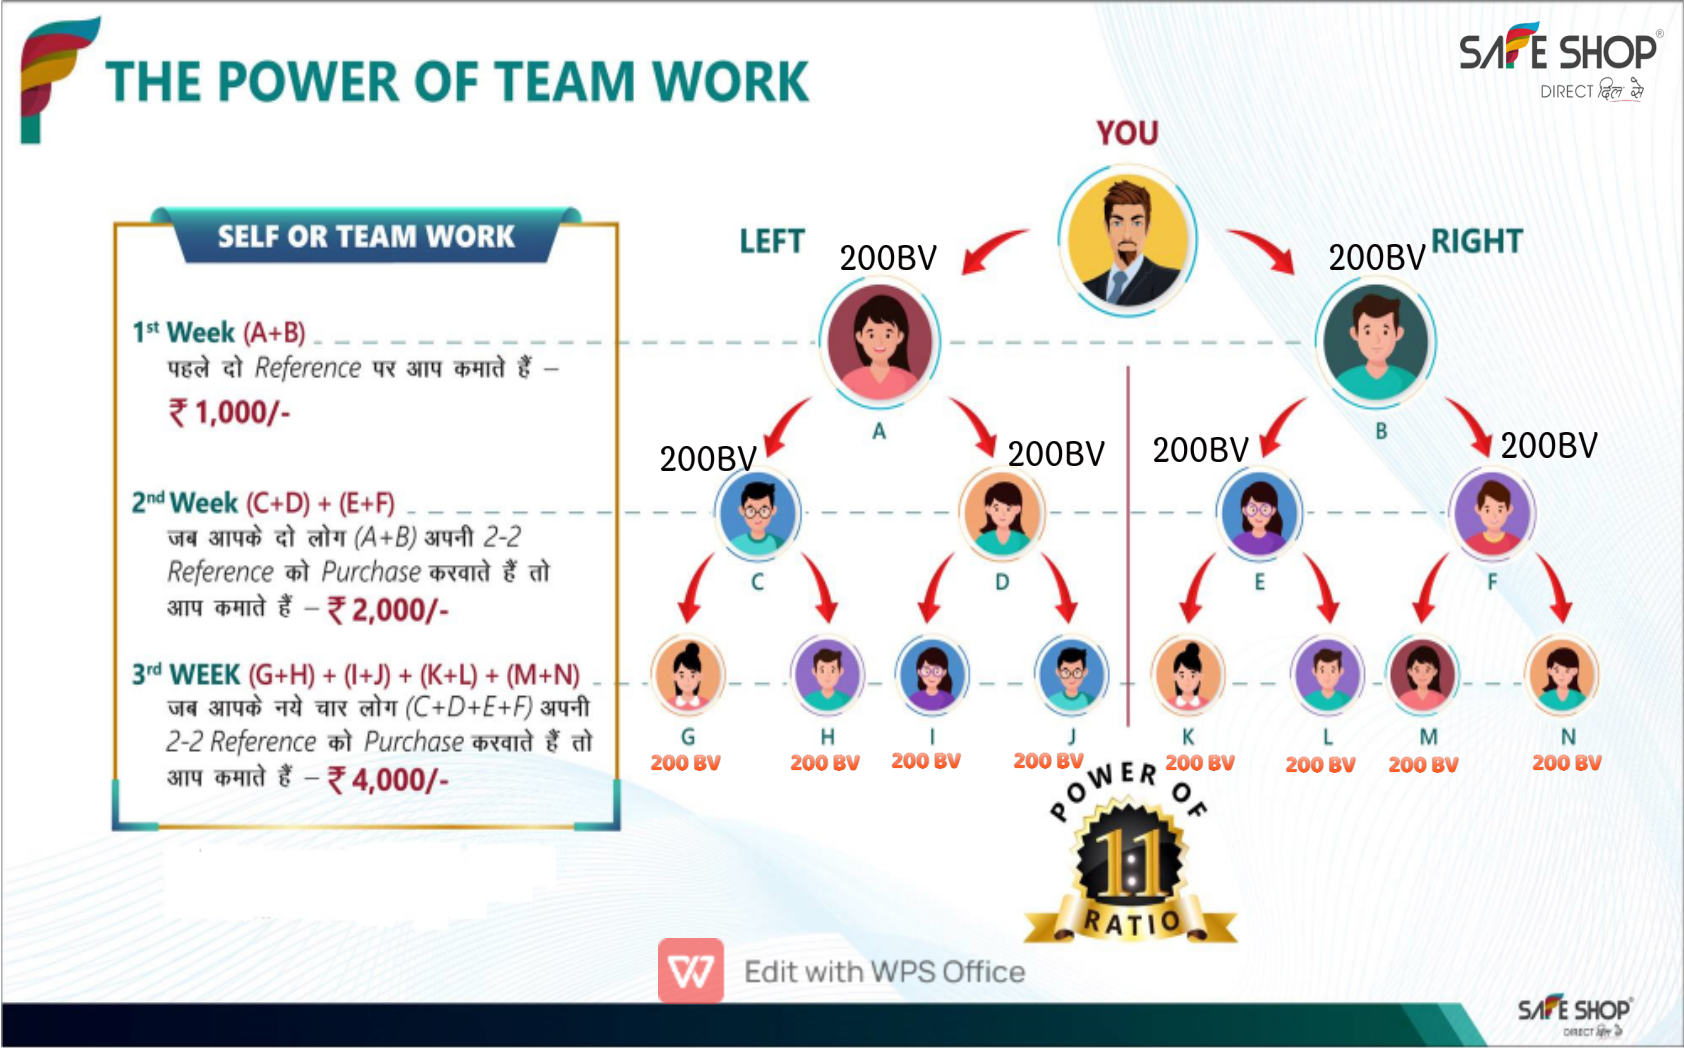 THE POWER OF TEAM WORK
SAFE SHOP®
DIRECT दिल से
YOU
SELF OR TEAM WORK
LEFT
200BV
200BV
RIGHT
1st Week (A+B)
पहले दो Reference पर आप कमाते हैं –
₹ 1,000/-
A
B
200BV
200BV
200BV
200BV
2nd Week (C+D) + (E+F)
जब आपके दो लोग (A+B) अपनी 2-2
Reference को Purchase करवाते हैं तो
आप कमाते हैं – ₹ 2,000/-
C
D
E
F
3rd WEEK (G+H) + (I+J) + (K+L) + (M+N)
जब आपके नये चार लोग (C+D+E+F) अपनी
2-2 Reference को Purchase करवाते हैं तो
आप कमाते हैं – ₹ 4,000/-
G H I J K L M N
200 BV 200 BV 200 BV 200 BV 200 BV 200 BV 200 BV 200 BV
POWER OF
1:1
RATIO
Edit with WPS Office
SAFE SHOP®
DIRECT दिल से